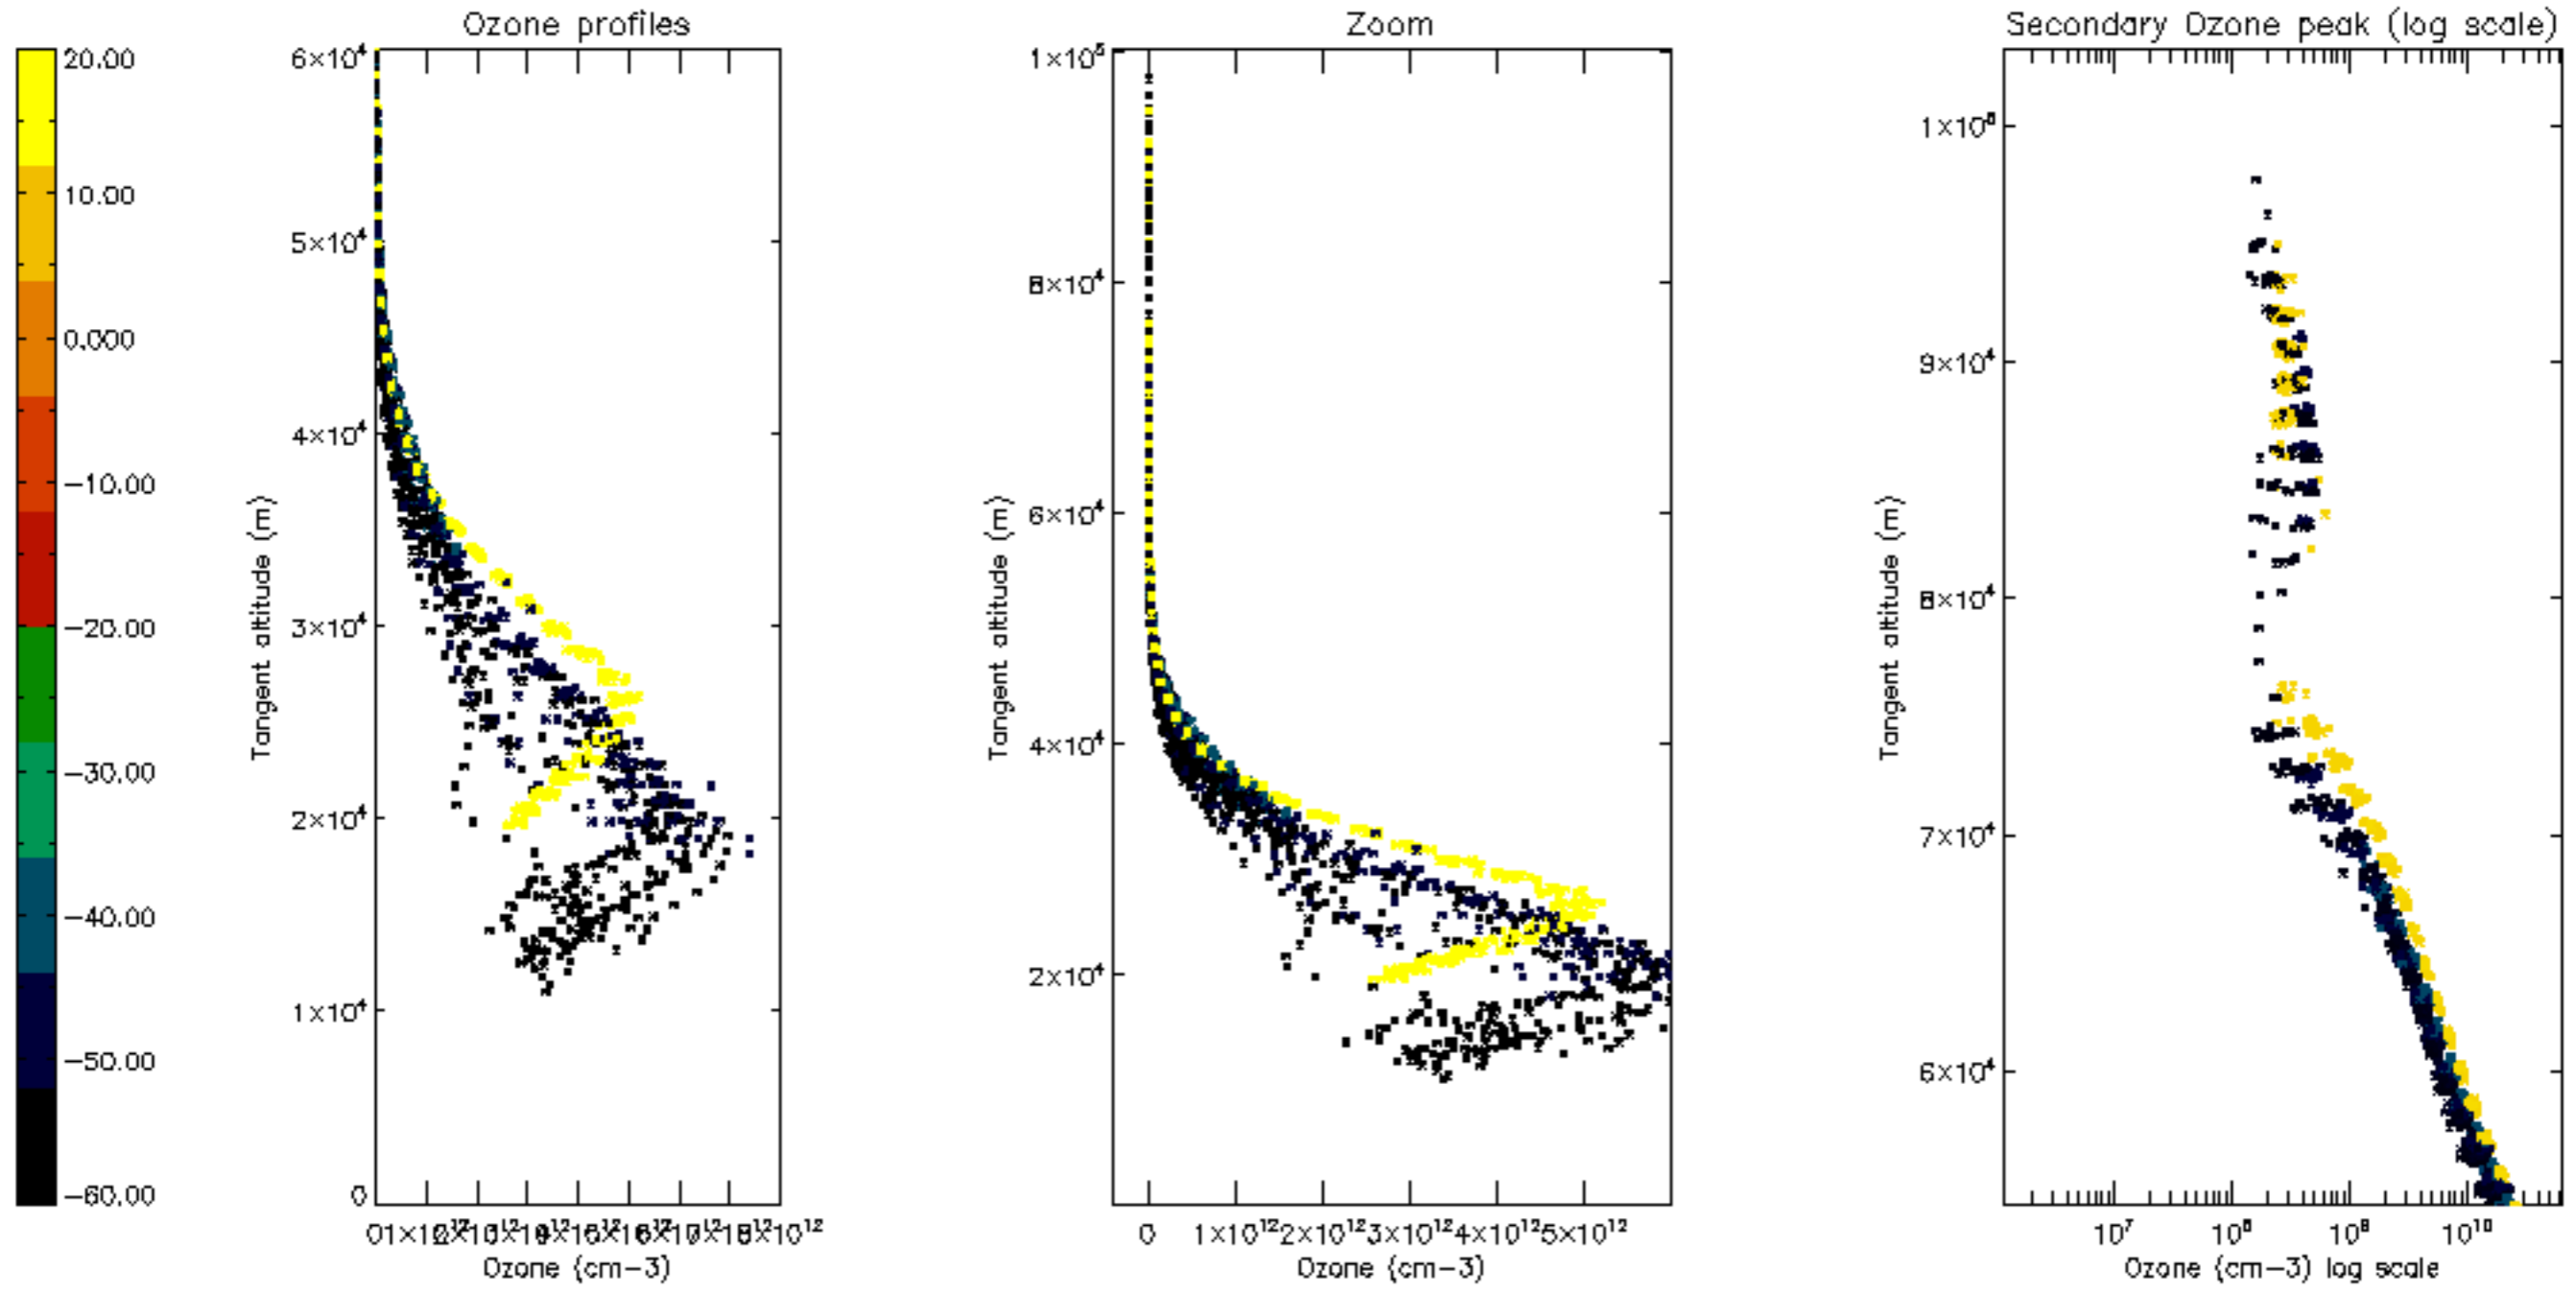 Ozone profiles
Zoom
Secondary Ozone peak (log scale)
20.00
10.00
0.000
−10.00
−20.00
−30.00
−40.00
−50.00
−60.00
6×10⁴
5×10⁴
4×10⁴
3×10⁴
2×10⁴
1×10⁴
0
Tangent altitude (m)
Ozone (cm−3)
1×10⁵
8×10⁴
6×10⁴
4×10⁴
2×10⁴
Tangent altitude (m)
0 1×10¹² 2×10¹² 3×10¹² 4×10¹² 5×10¹²
Ozone (cm−3)
1×10⁵
9×10⁴
8×10⁴
7×10⁴
6×10⁴
Tangent altitude (m)
10⁷ 10⁸ 10⁹ 10¹⁰
Ozone (cm−3) log scale